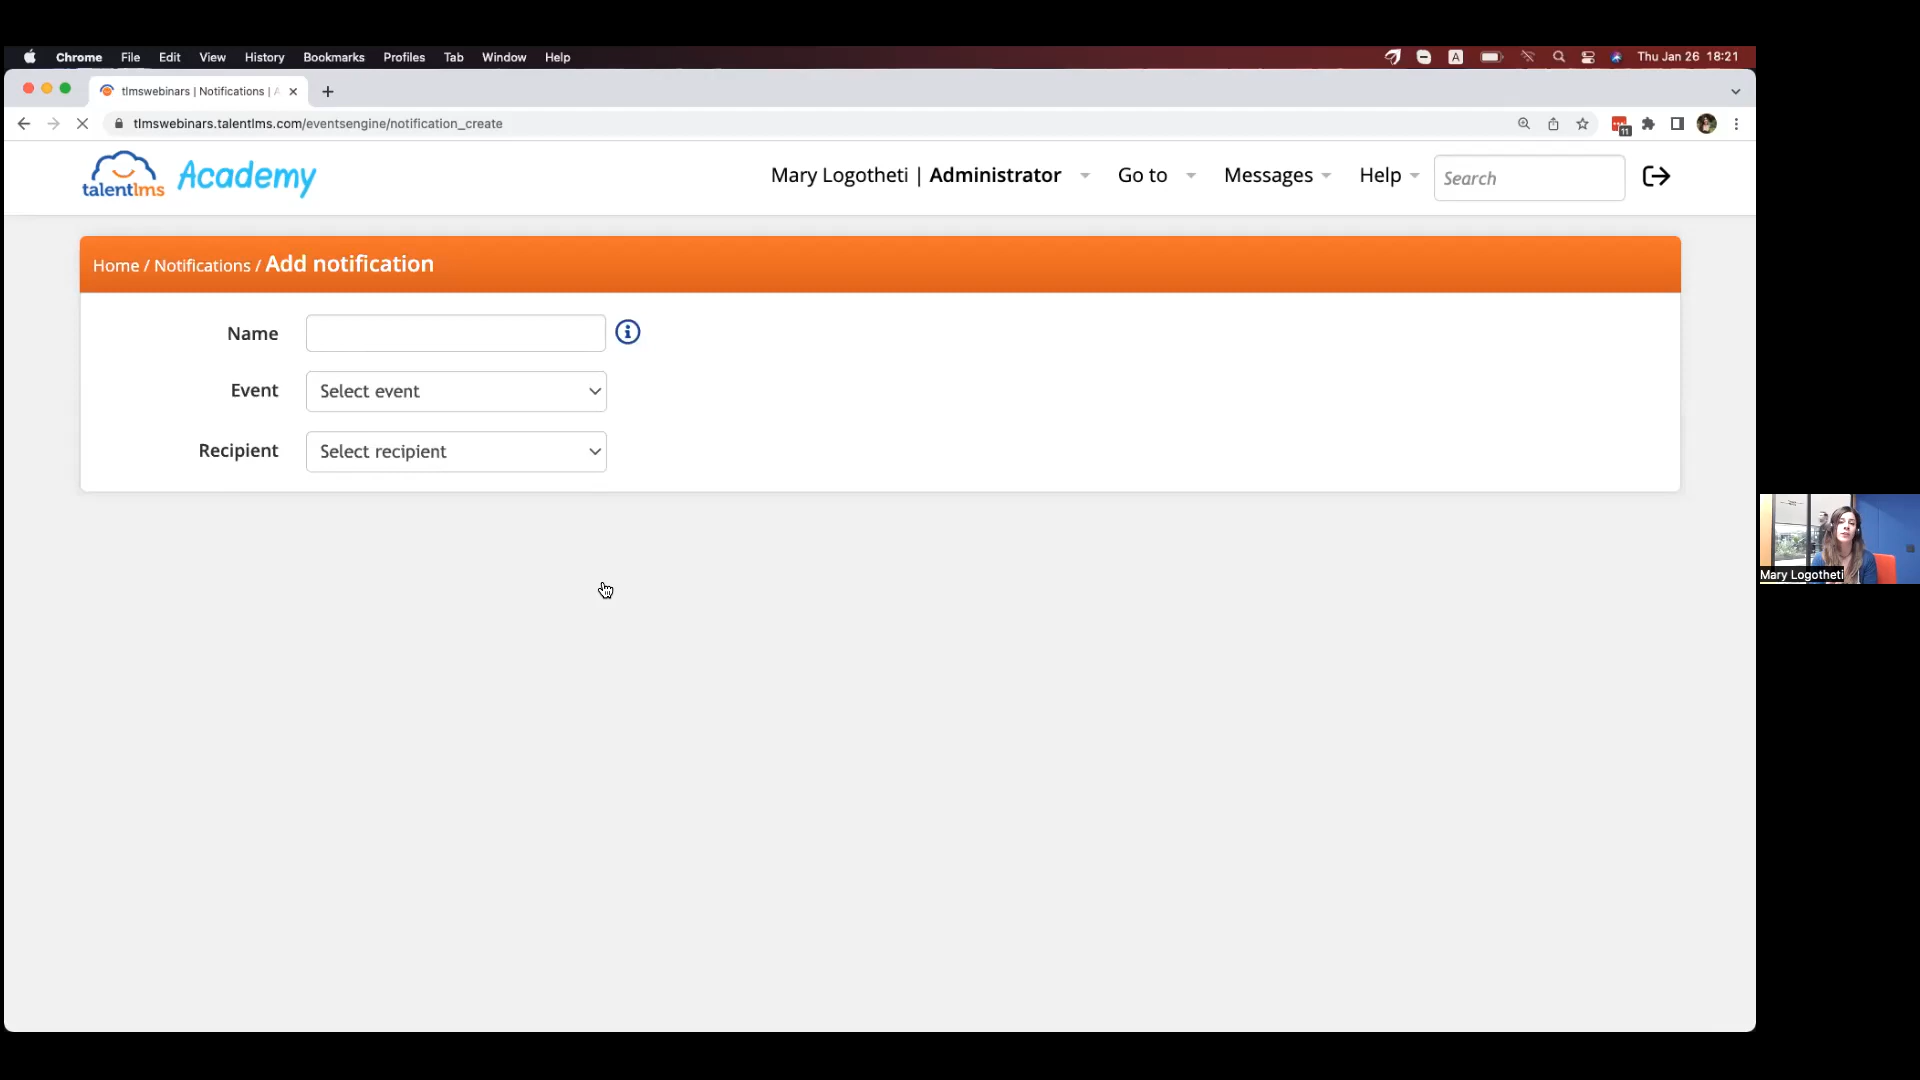 Chrome File Edit View History Bookmarks Profiles Tab Window Help
A
Thu Jan 26 18:21
tlmswebinars | Notifications | A
tlmswebinars.talentlms.com/eventsengine/notification_create
11
talentlms Academy
Mary Logotheti | Administrator
Go to
Messages
Help
Search
Home / Notifications / Add notification
Name
Event
Select event
Recipient
Select recipient
Mary Logotheti